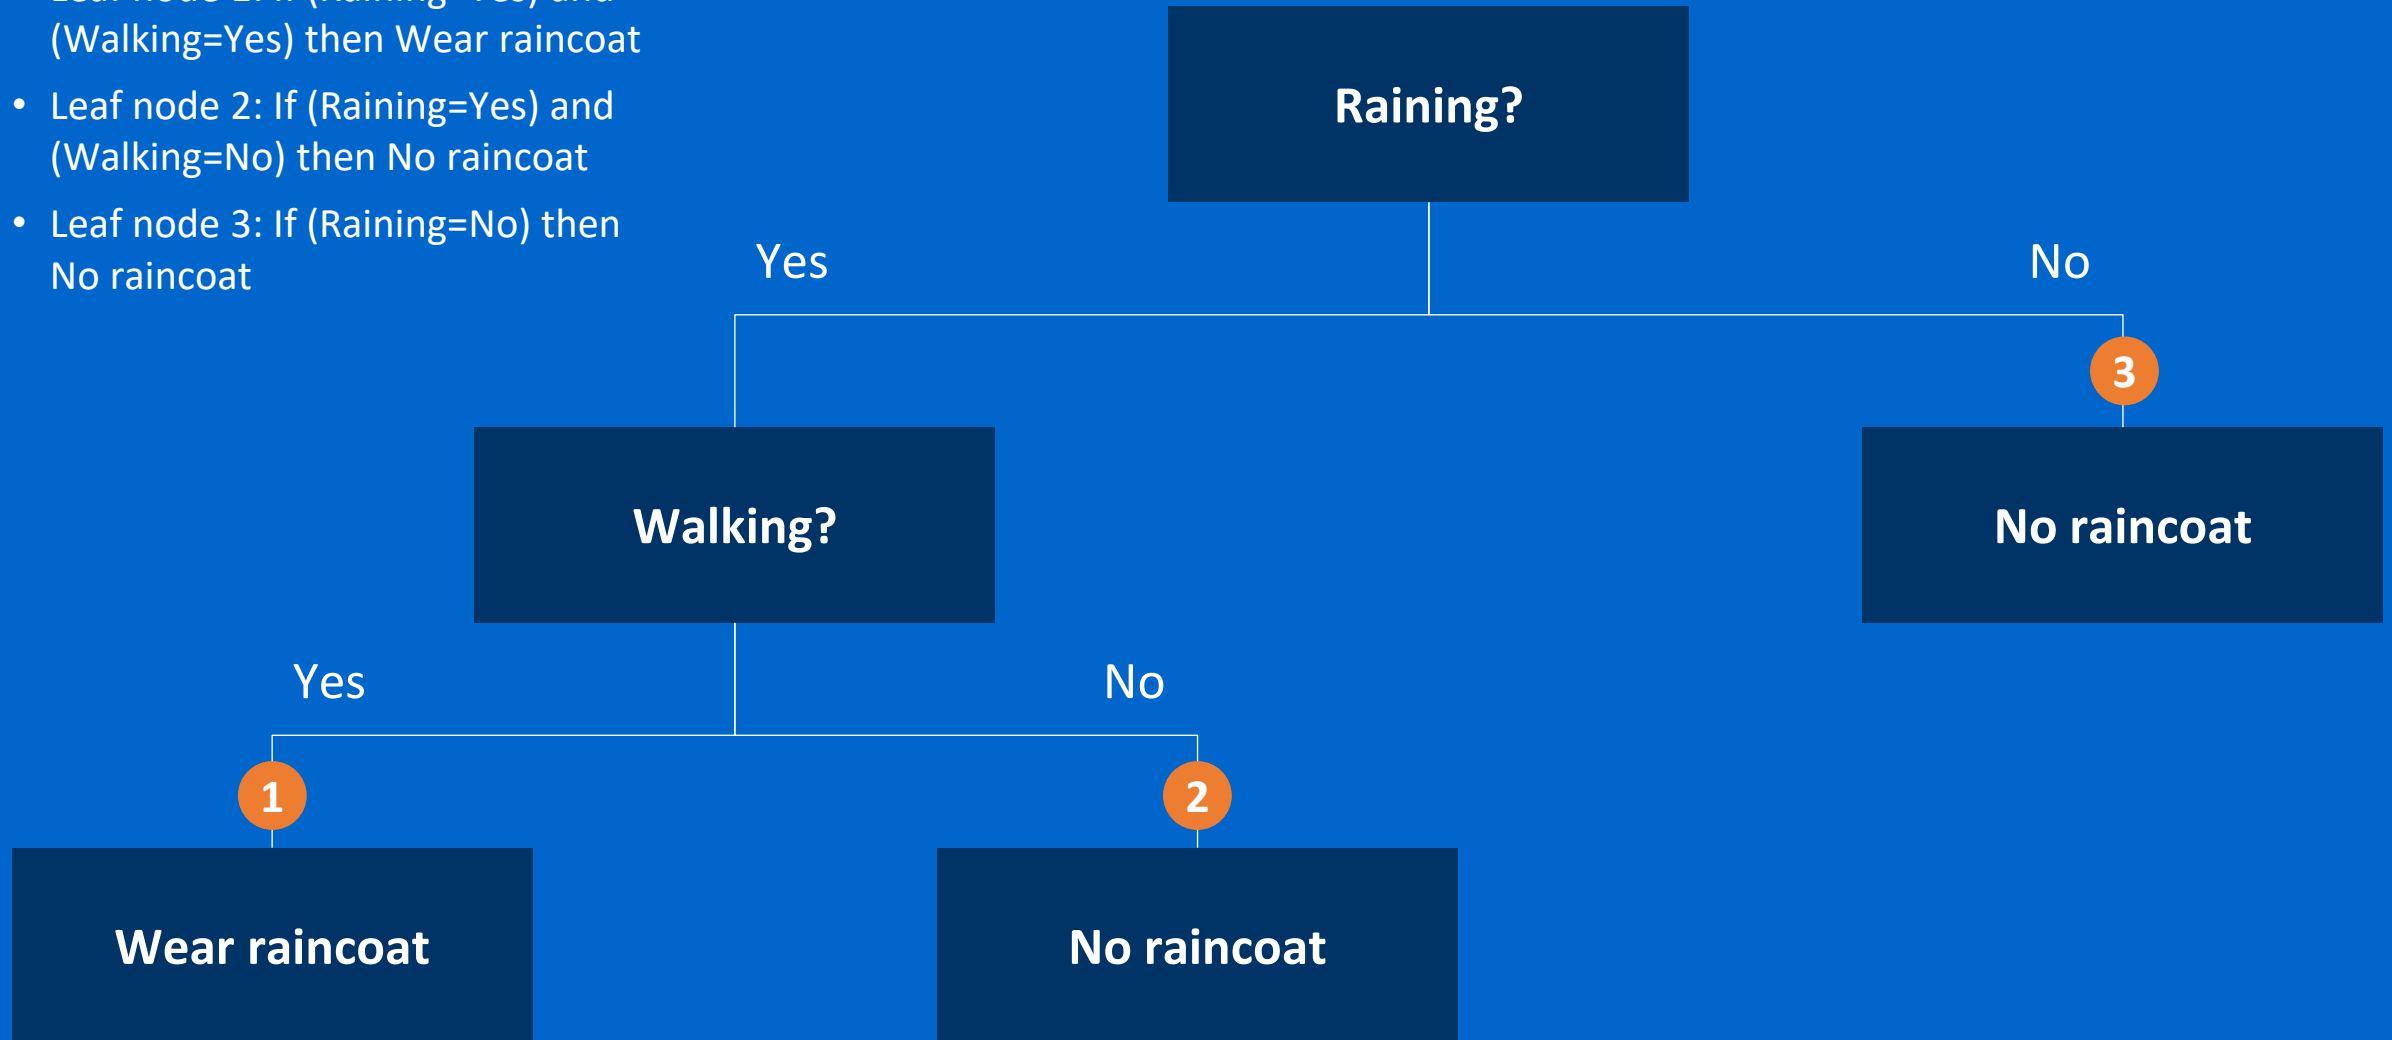 (Walking=Yes) then Wear raincoat
• Leaf node 2: If (Raining=Yes) and
(Walking=No) then No raincoat
• Leaf node 3: If (Raining=No) then
No raincoat
Raining?
Yes
No
3
Walking?
No raincoat
Yes
No
1
2
Wear raincoat
No raincoat